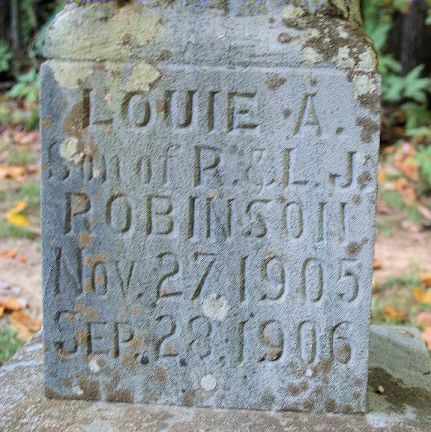 LOUIE A.
Son of R. & L. J.
ROBINSON
NOV. 27, 1905
SEP. 28, 1906